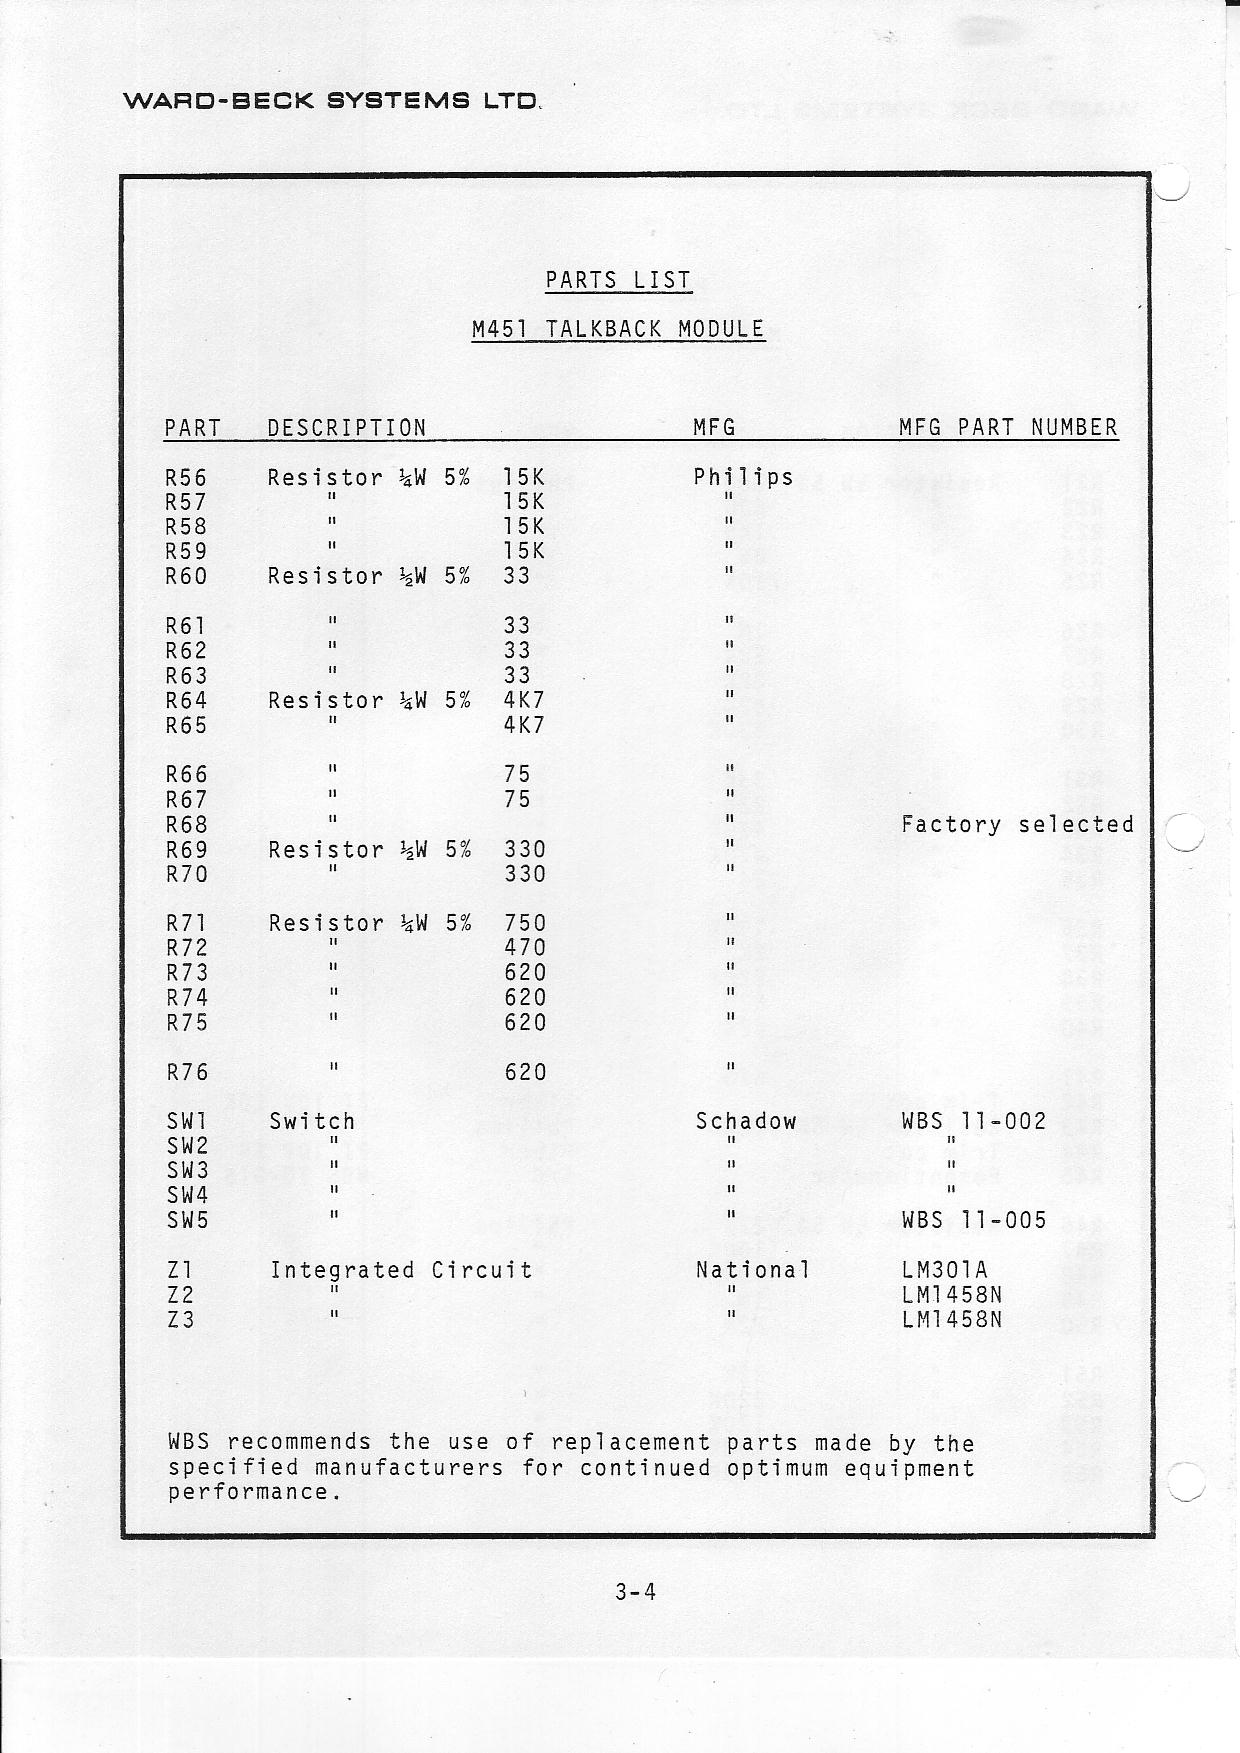 WARD-BECK SYSTEMS LTD.
PARTS LIST
M451 TALKBACK MODULE
PART DESCRIPTION MFG MFG PART NUMBER
R56 Resistor ¼W 5% 15K Philips
R57 " 15K "
R58 " 15K "
R59 " 15K "
R60 Resistor ½W 5% 33 "
R61 " 33 "
R62 " 33 "
R63 " 33 "
R64 Resistor ¼W 5% 4K7 "
R65 " 4K7 "
R66 " 75 "
R67 " 75 "
R68 " " Factory selected
R69 Resistor ½W 5% 330 "
R70 " 330 "
R71 Resistor ¼W 5% 750 "
R72 " 470 "
R73 " 620 "
R74 " 620 "
R75 " 620 "
R76 " 620 "
SW1 Switch Schadow WBS 11-002
SW2 " " "
SW3 " " "
SW4 " " "
SW5 " " WBS 11-005
Z1 Integrated Circuit National LM301A
Z2 " " LM1458N
Z3 " " LM1458N
WBS recommends the use of replacement parts made by the
specified manufacturers for continued optimum equipment
performance.
3-4